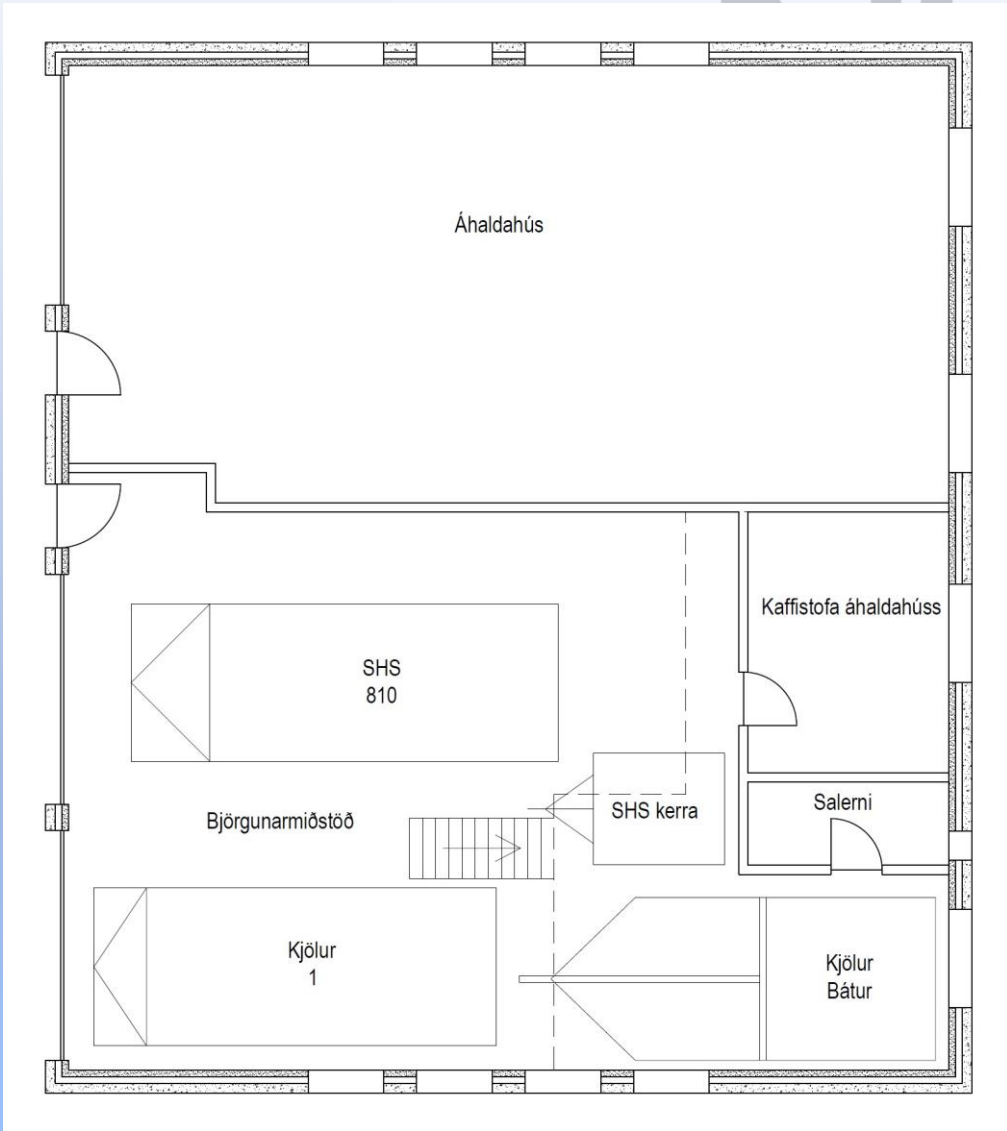 Áhaldahús
Kaffistofa áhaldahúss
SHS
810
SHS kerra
Salerni
Björgunarmiðstöð
Kjölur
1
Kjölur
Bátur